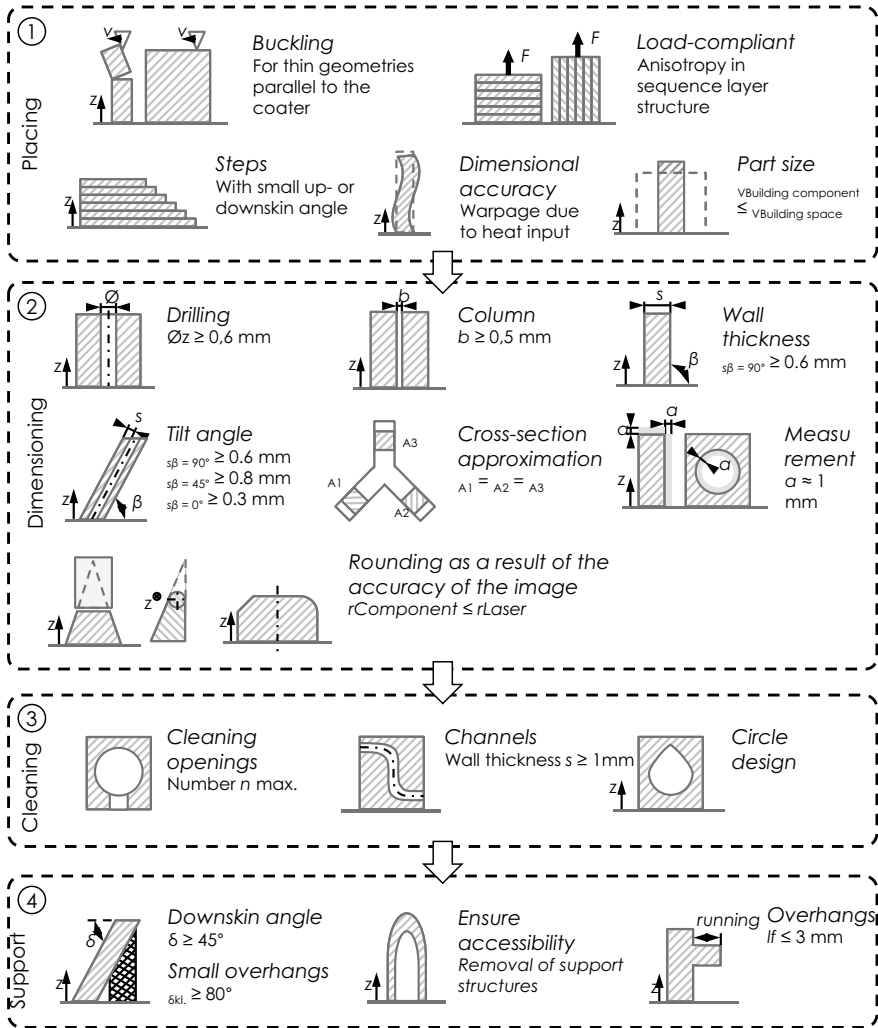 1
Placing
v
v
z
Buckling
For thin geometries
parallel to the
coater
F
F
Load-compliant
Anisotropy in
sequence layer
structure
z
Steps
With small up- or
downskin angle
z
Dimensional
accuracy
Warpage due
to heat input
z
Part size
VBuilding component
≤ VBuilding space
2
Dimensioning
Ø
z
Drilling
Øz ≥ 0,6 mm
b
z
Column
b ≥ 0,5 mm
s
z
β
Wall
thickness
sβ = 90° ≥ 0.6 mm
s
z
β
Tilt angle
sβ = 90° ≥ 0.6 mm
sβ = 45° ≥ 0.8 mm
sβ = 0° ≥ 0.3 mm
A3
A1
A2
Cross-section
approximation
A1 = A2 = A3
a
a
a
z
Measu
rement
a ≈ 1
mm
z
z
z
Rounding as a result of the
accuracy of the image
rComponent ≤ rLaser
3
Cleaning
Cleaning
openings
Number n max.
Channels
Wall thickness s ≥ 1mm
z
Circle
design
4
Support
δ
z
Downskin angle
δ ≥ 45°
Small overhangs
δkl. ≥ 80°
z
Ensure
accessibility
Removal of support
structures
running
z
Overhangs
lf ≤ 3 mm